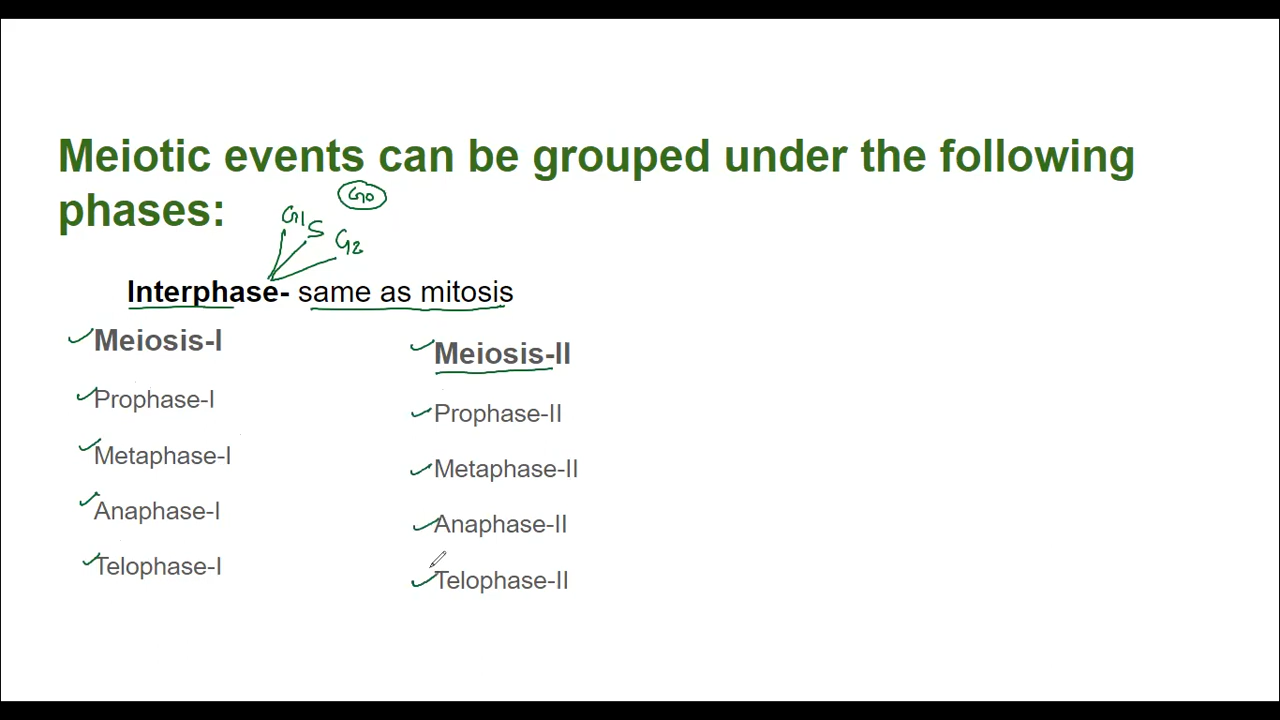 Meiotic events can be grouped under the following
phases:
G0
G1
S
G2
Interphase- same as mitosis
Meiosis-I
Prophase-I
Metaphase-I
Anaphase-I
Telophase-I
Meiosis-II
Prophase-II
Metaphase-II
Anaphase-II
Telophase-II